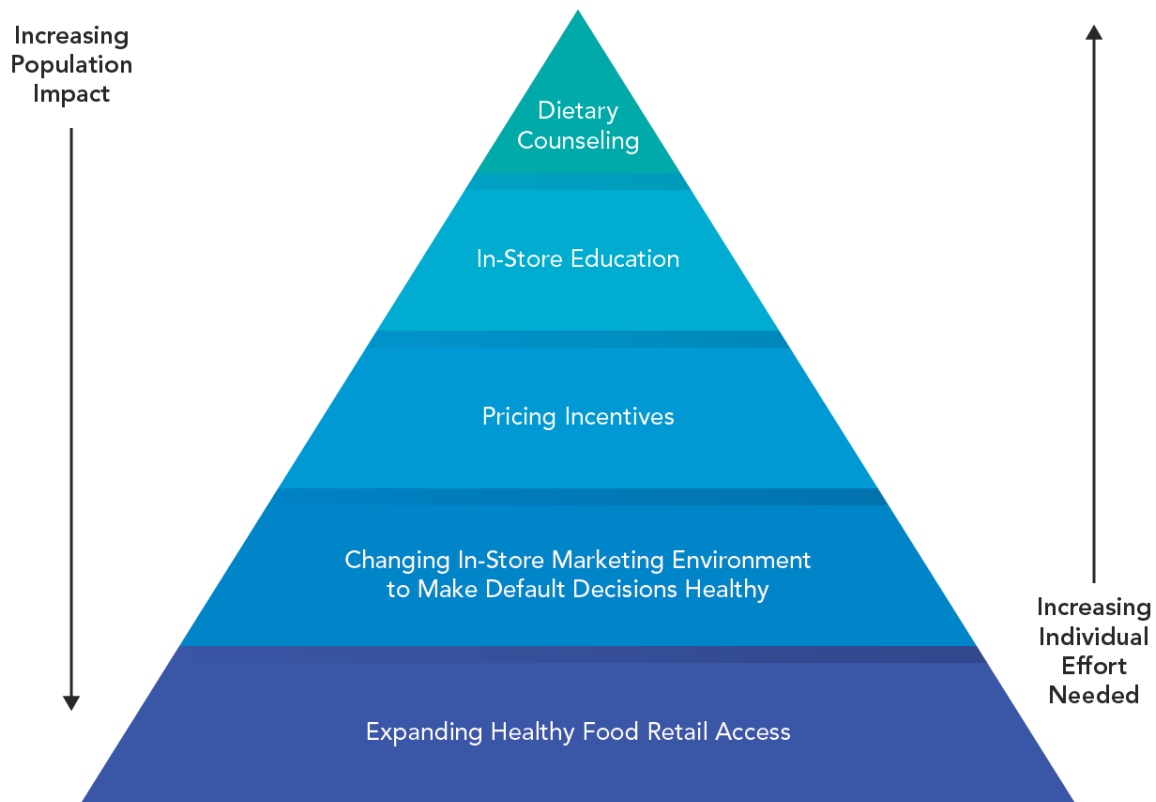 Increasing
Population
Impact
Dietary
Counseling
In-Store Education
Pricing Incentives
Changing In-Store Marketing Environment
to Make Default Decisions Healthy
Expanding Healthy Food Retail Access
Increasing
Individual
Effort
Needed